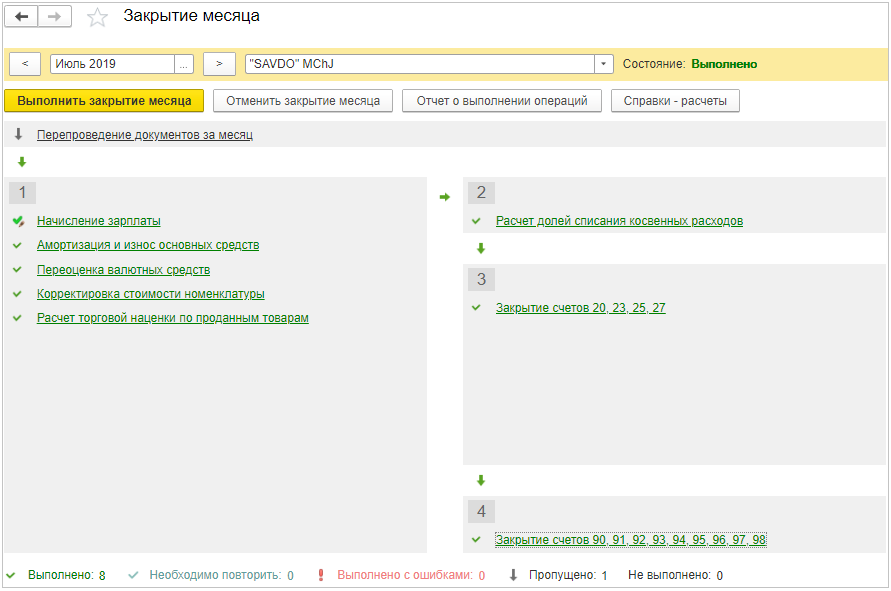 Закрытие месяца
< Июль 2019 ... > "SAVDO" MChJ Состояние: Выполнено
Выполнить закрытие месяца Отменить закрытие месяца Отчет о выполнении операций Справки - расчеты
Перепроведение документов за месяц
1
Начисление зарплаты
Амортизация и износ основных средств
Переоценка валютных средств
Корректировка стоимости номенклатуры
Расчет торговой наценки по проданным товарам
2
Расчет долей списания косвенных расходов
3
Закрытие счетов 20, 23, 25, 27
4
Закрытие счетов 90, 91, 92, 93, 94, 95, 96, 97, 98
Выполнено: 8 Необходимо повторить: 0 Выполнено с ошибками: 0 Пропущено: 1 Не выполнено: 0